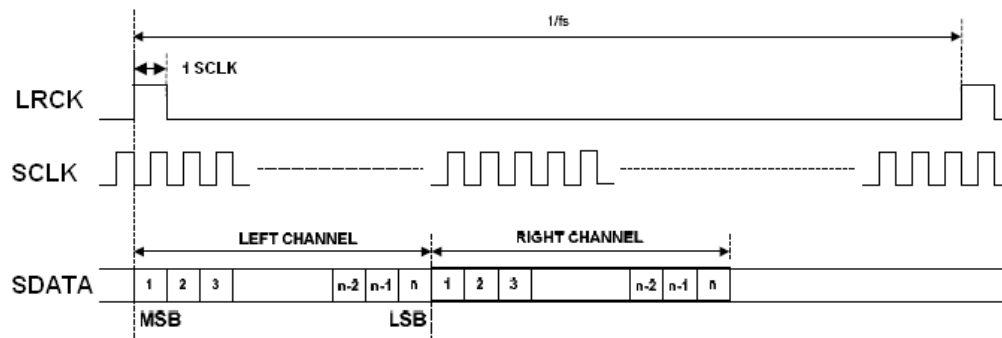 1/fs
1 SCLK
LRCK
SCLK
LEFT CHANNEL RIGHT CHANNEL
SDATA 1 2 3 n-2 n-1 n 1 2 3 n-2 n-1 n
MSB LSB